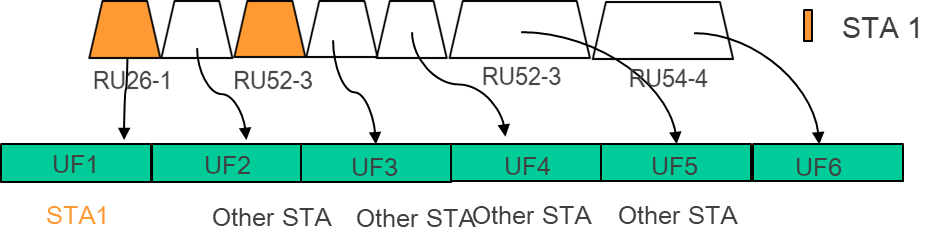 STA 1
RU26-1 RU52-3 RU52-3 RU54-4
UF1 UF2 UF3 UF4 UF5 UF6
STA1 Other STA Other STA Other STA Other STA